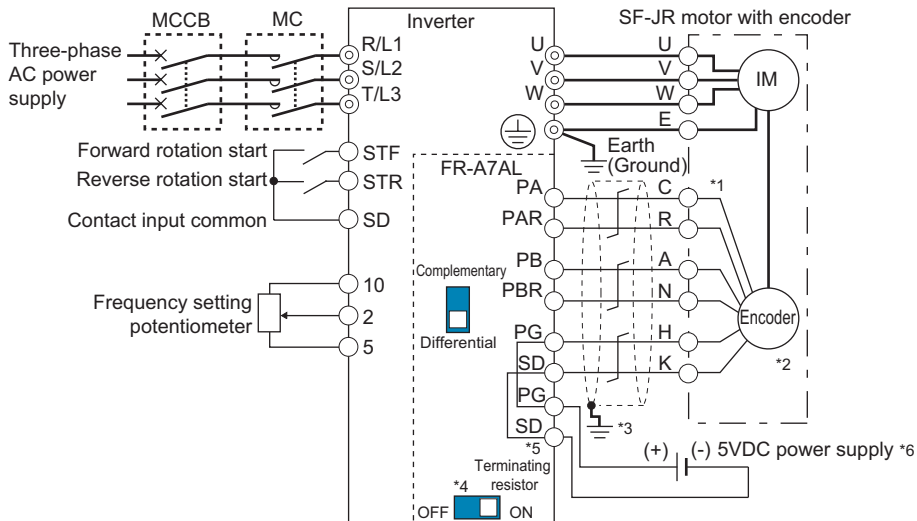 MCCB
MC
Inverter
SF-JR motor with encoder
Three-phase
AC power
supply
R/L1
S/L2
T/L3
U
V
W
U
V
W
E
IM
Earth
(Ground)
Forward rotation start
Reverse rotation start
Contact input common
STF
STR
SD
FR-A7AL
PA
PAR
PB
PBR
PG
SD
PG
SD
*5
C
R
A
N
H
K
*1
Encoder
*2
*3
Frequency setting
potentiometer
10
2
5
Complementary
Differential
(+)
(-)
5VDC power supply *6
Terminating
resistor
*4
OFF
ON